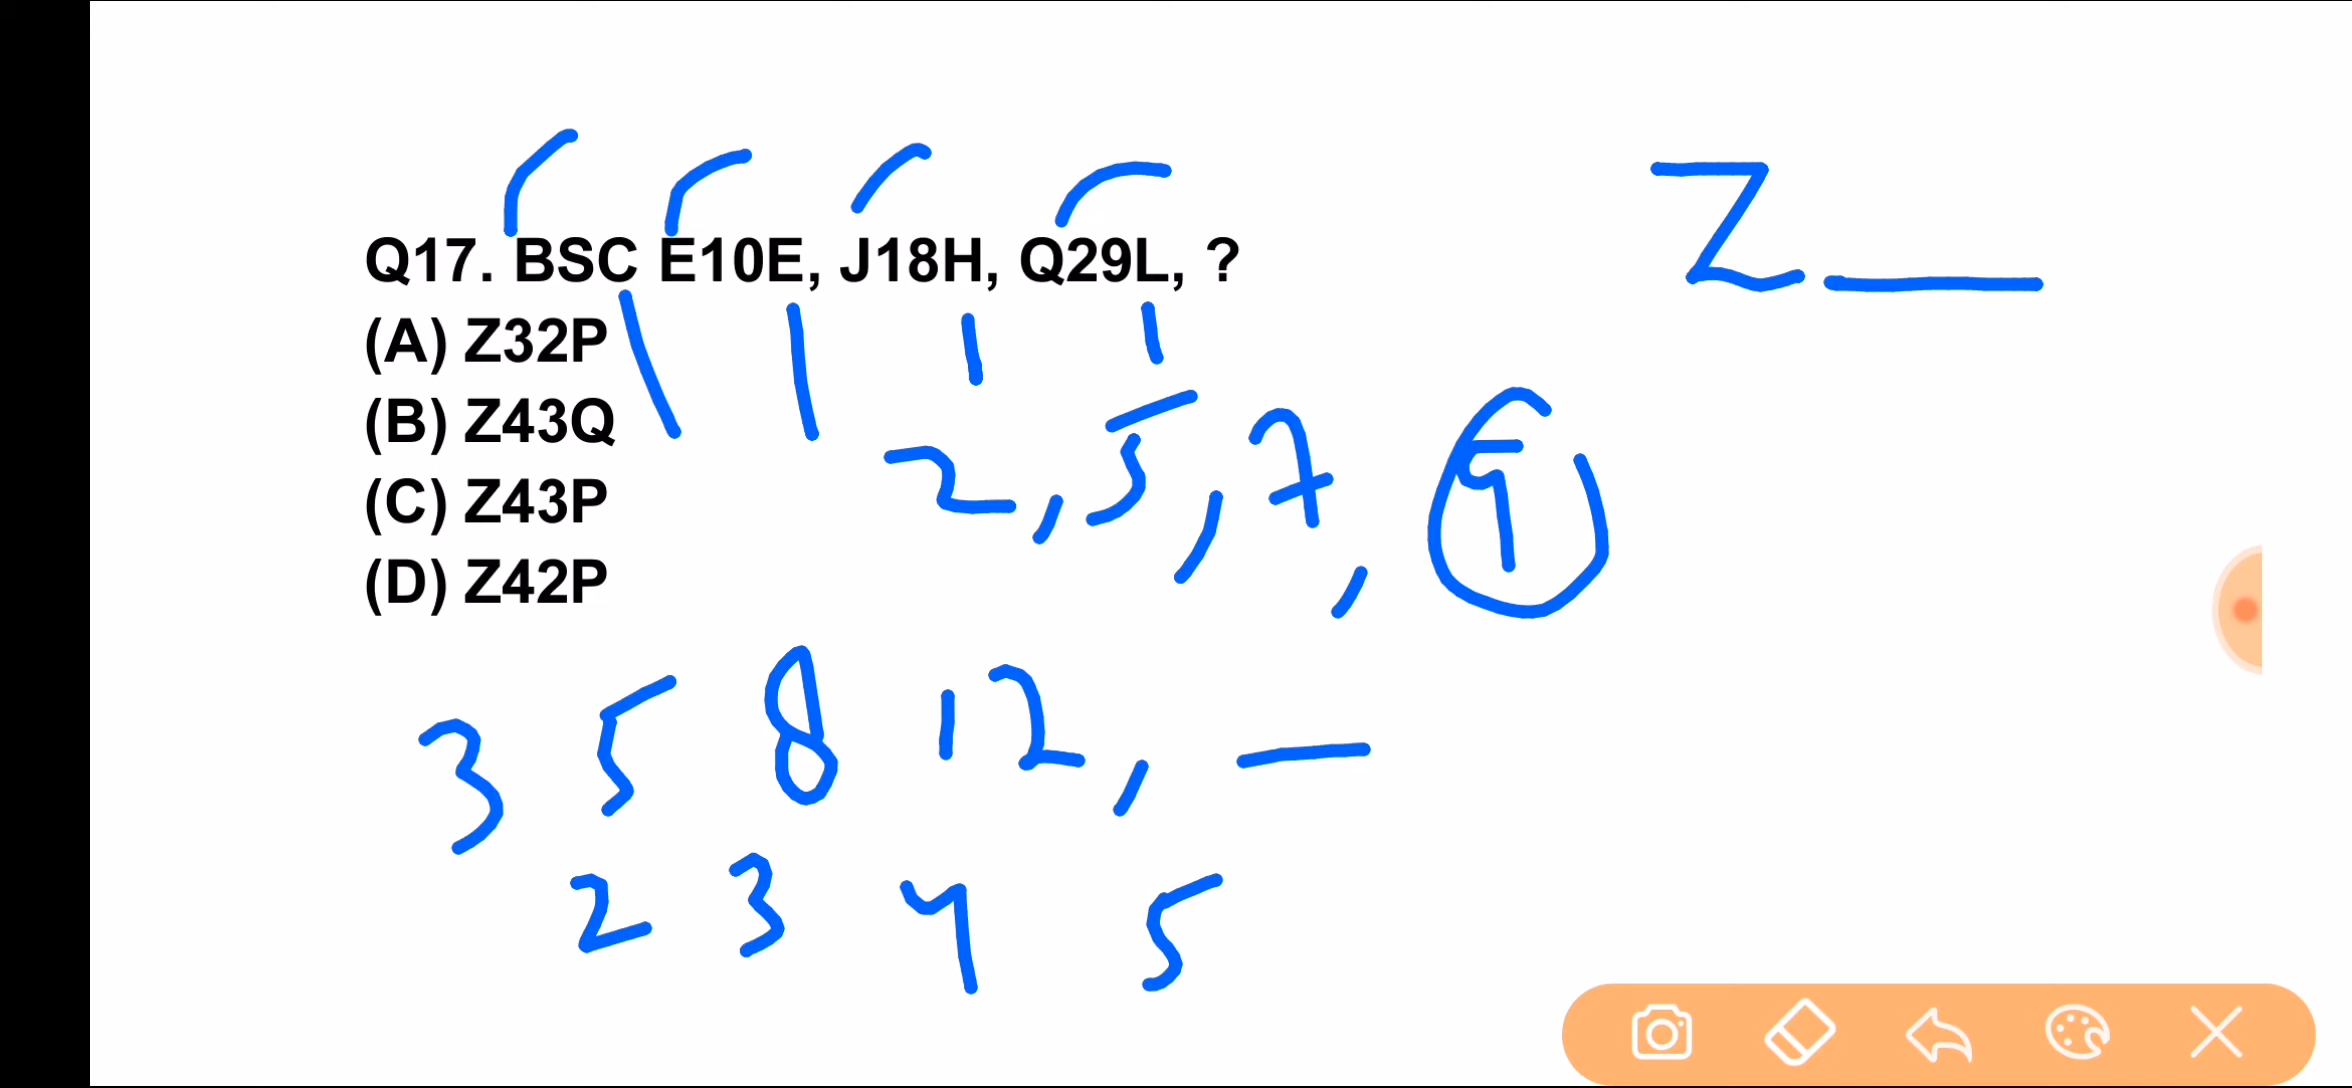 Z
Q17. BSC E10E, J18H, Q29L, ?
(A) Z32P
(B) Z43Q
(C) Z43P
(D) Z42P
2, 5, 7, 9
3 5 8 12, —
2 3 4 5